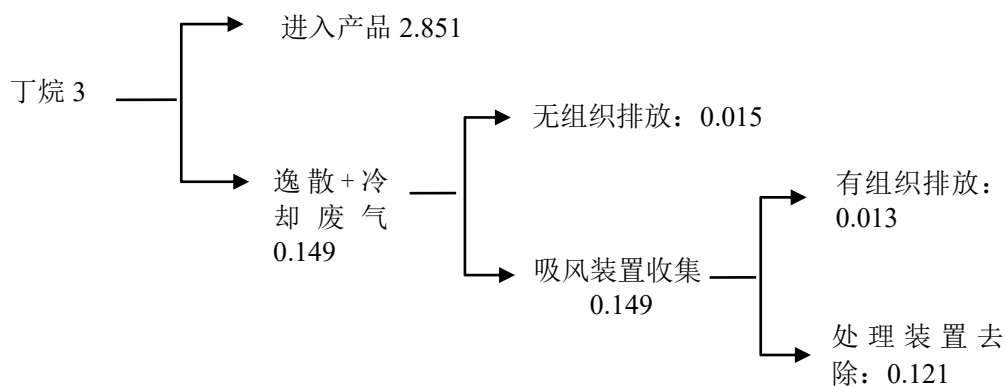 进入产品 2.851
丁烷 3
无组织排放：0.015
逸散+冷
却废气
0.149
有组织排放：
0.013
吸风装置收集
0.149
处理装置去
除：0.121